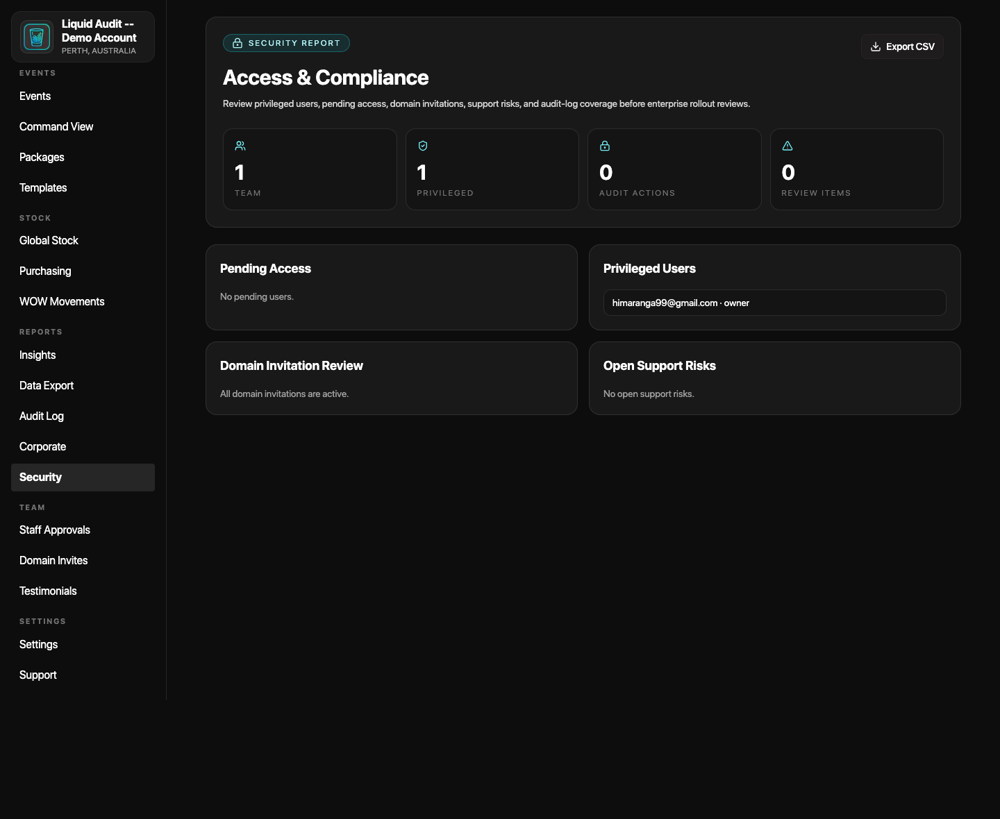 Liquid Audit --
Demo Account
PERTH, AUSTRALIA
EVENTS
Events
Command View
Packages
Templates
STOCK
Global Stock
Purchasing
WOW Movements
REPORTS
Insights
Data Export
Audit Log
Corporate
Security
TEAM
Staff Approvals
Domain Invites
Testimonials
SETTINGS
Settings
Support
SECURITY REPORT
Export CSV
Access & Compliance
Review privileged users, pending access, domain invitations, support risks, and audit-log coverage before enterprise rollout reviews.
1
TEAM
1
PRIVILEGED
0
AUDIT ACTIONS
0
REVIEW ITEMS
Pending Access
No pending users.
Privileged Users
himaranga99@gmail.com · owner
Domain Invitation Review
All domain invitations are active.
Open Support Risks
No open support risks.